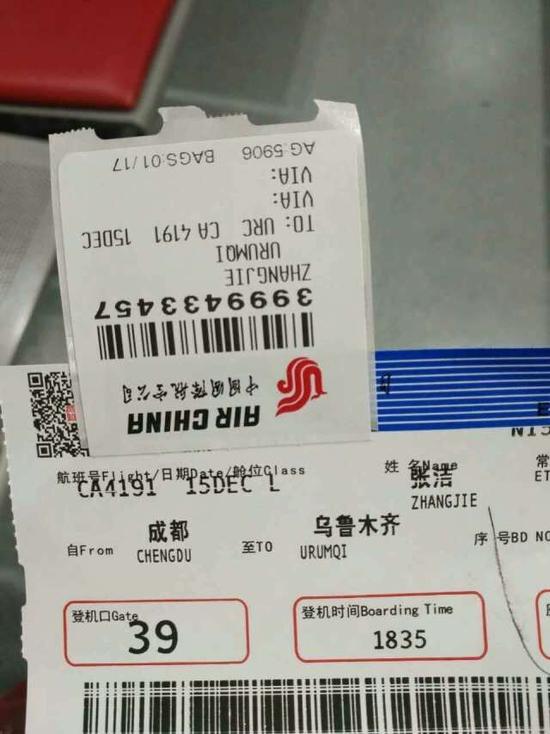 AIR CHINA
中国国际航空公司
3999433457
ZHANGJIE
URUMQI
TO: URC CA 4191 15DEC
VIA:
VIA:
AG:5906 BAGS:01/17
航班号Flight/日期Date/舱位Class
CA4191 15DEC L
姓名Name
张洁
ZHANGJIE
自From
成都
CHENGDU
至TO
乌鲁木齐
URUMQI
序号BD NO
登机口Gate
39
登机时间Boarding Time
1835